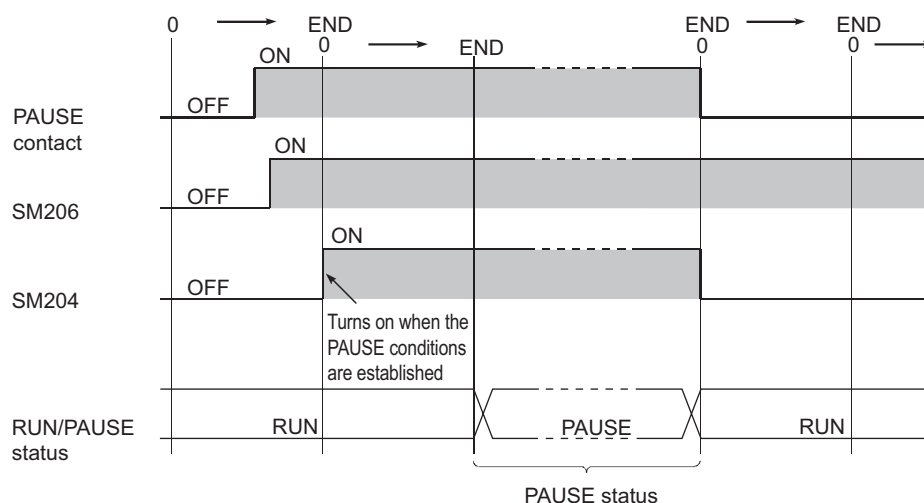 0 END END END END
0 0 0
ON
OFF
PAUSE
contact
ON
OFF
SM206
ON
OFF
SM204
Turns on when the
PAUSE conditions
are established
RUN/PAUSE
status
RUN PAUSE RUN
PAUSE status